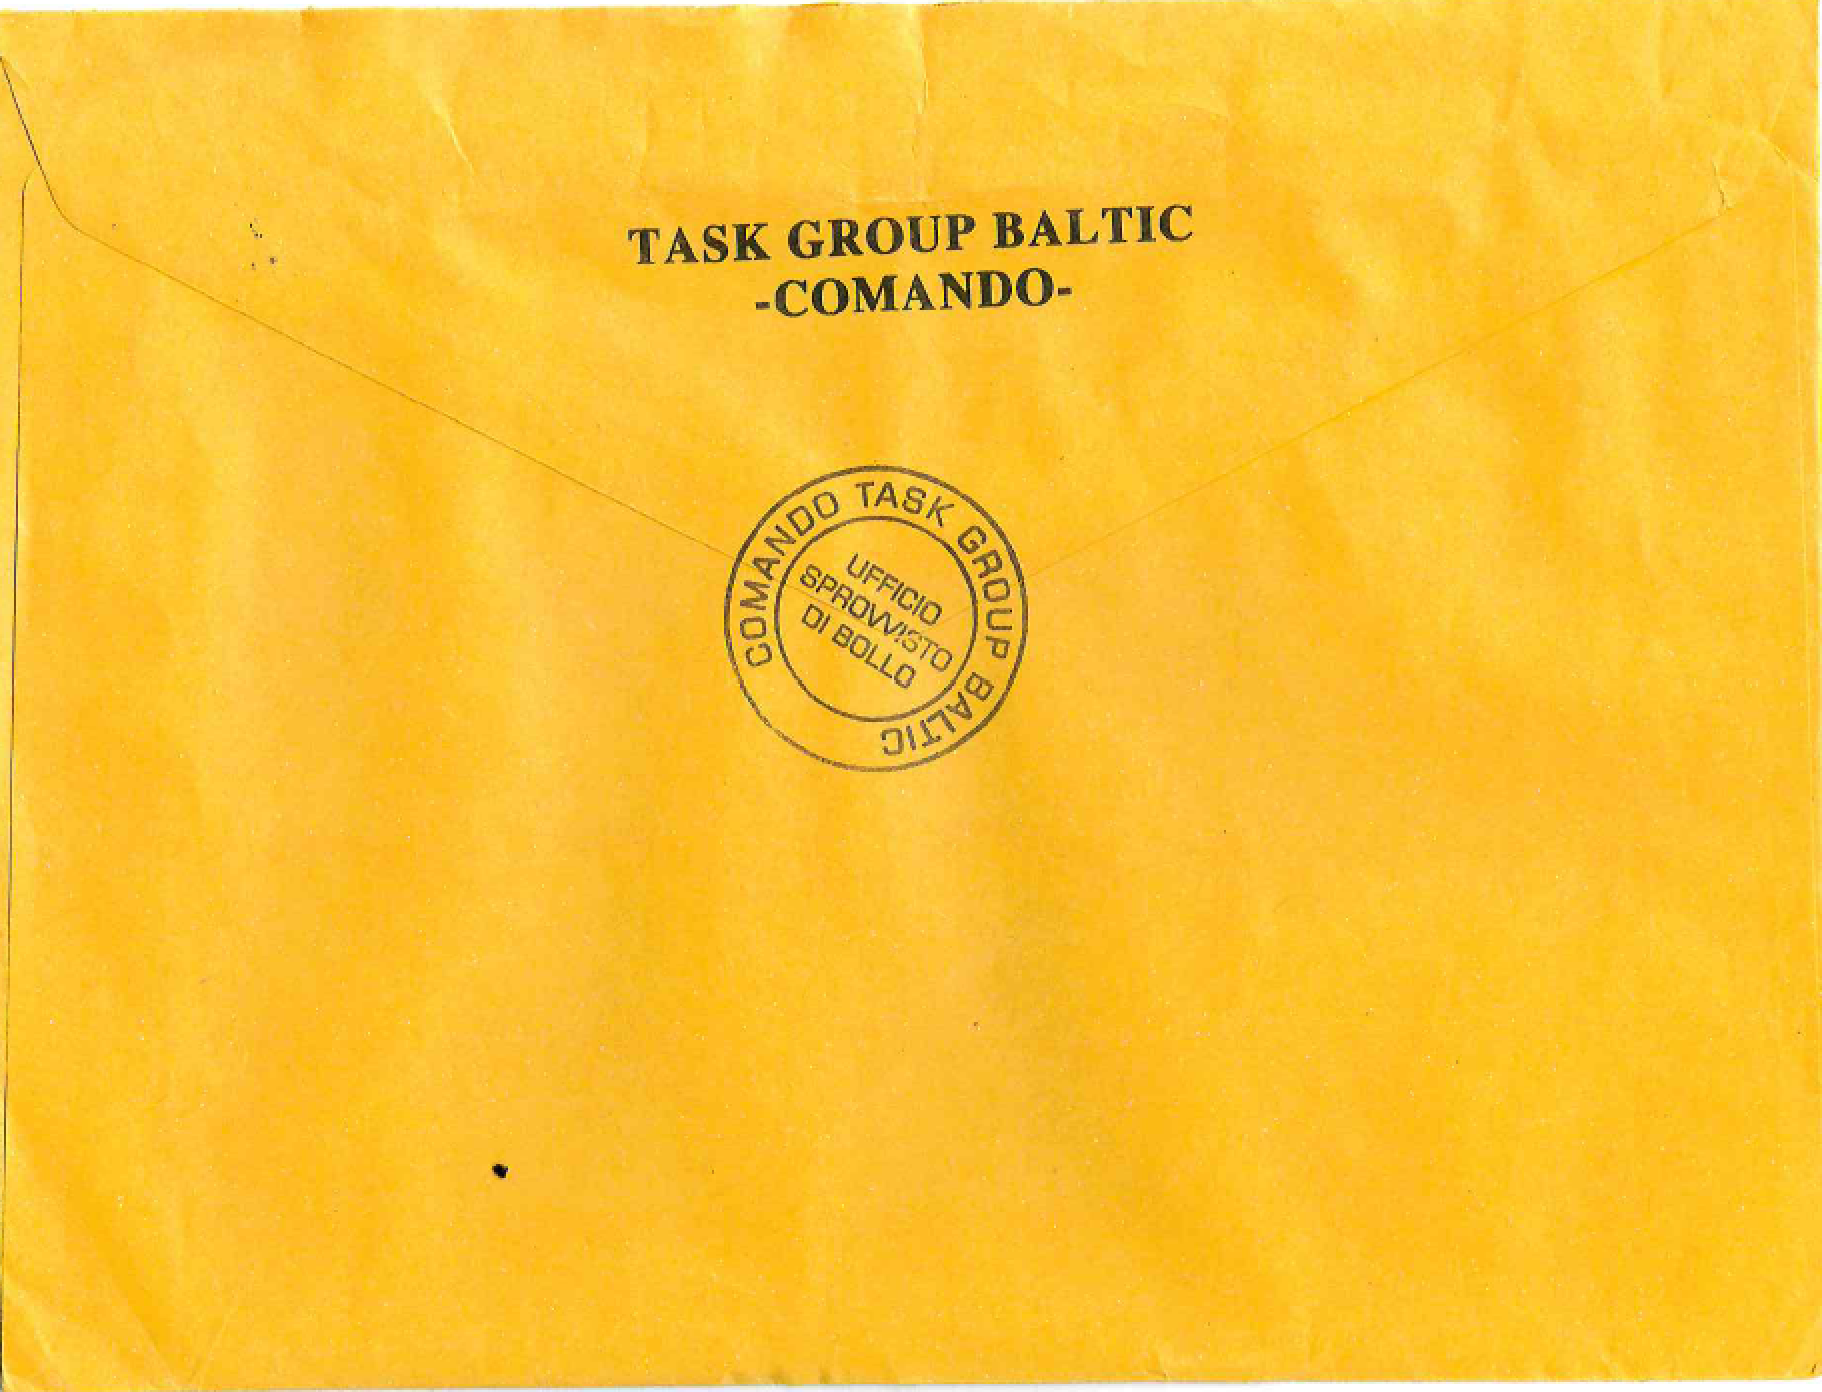 TASK GROUP BALTIC
-COMANDO-
COMANDO TASK GROUP BALTIC
UFFICIO
SPROVVISTO
DI BOLLO